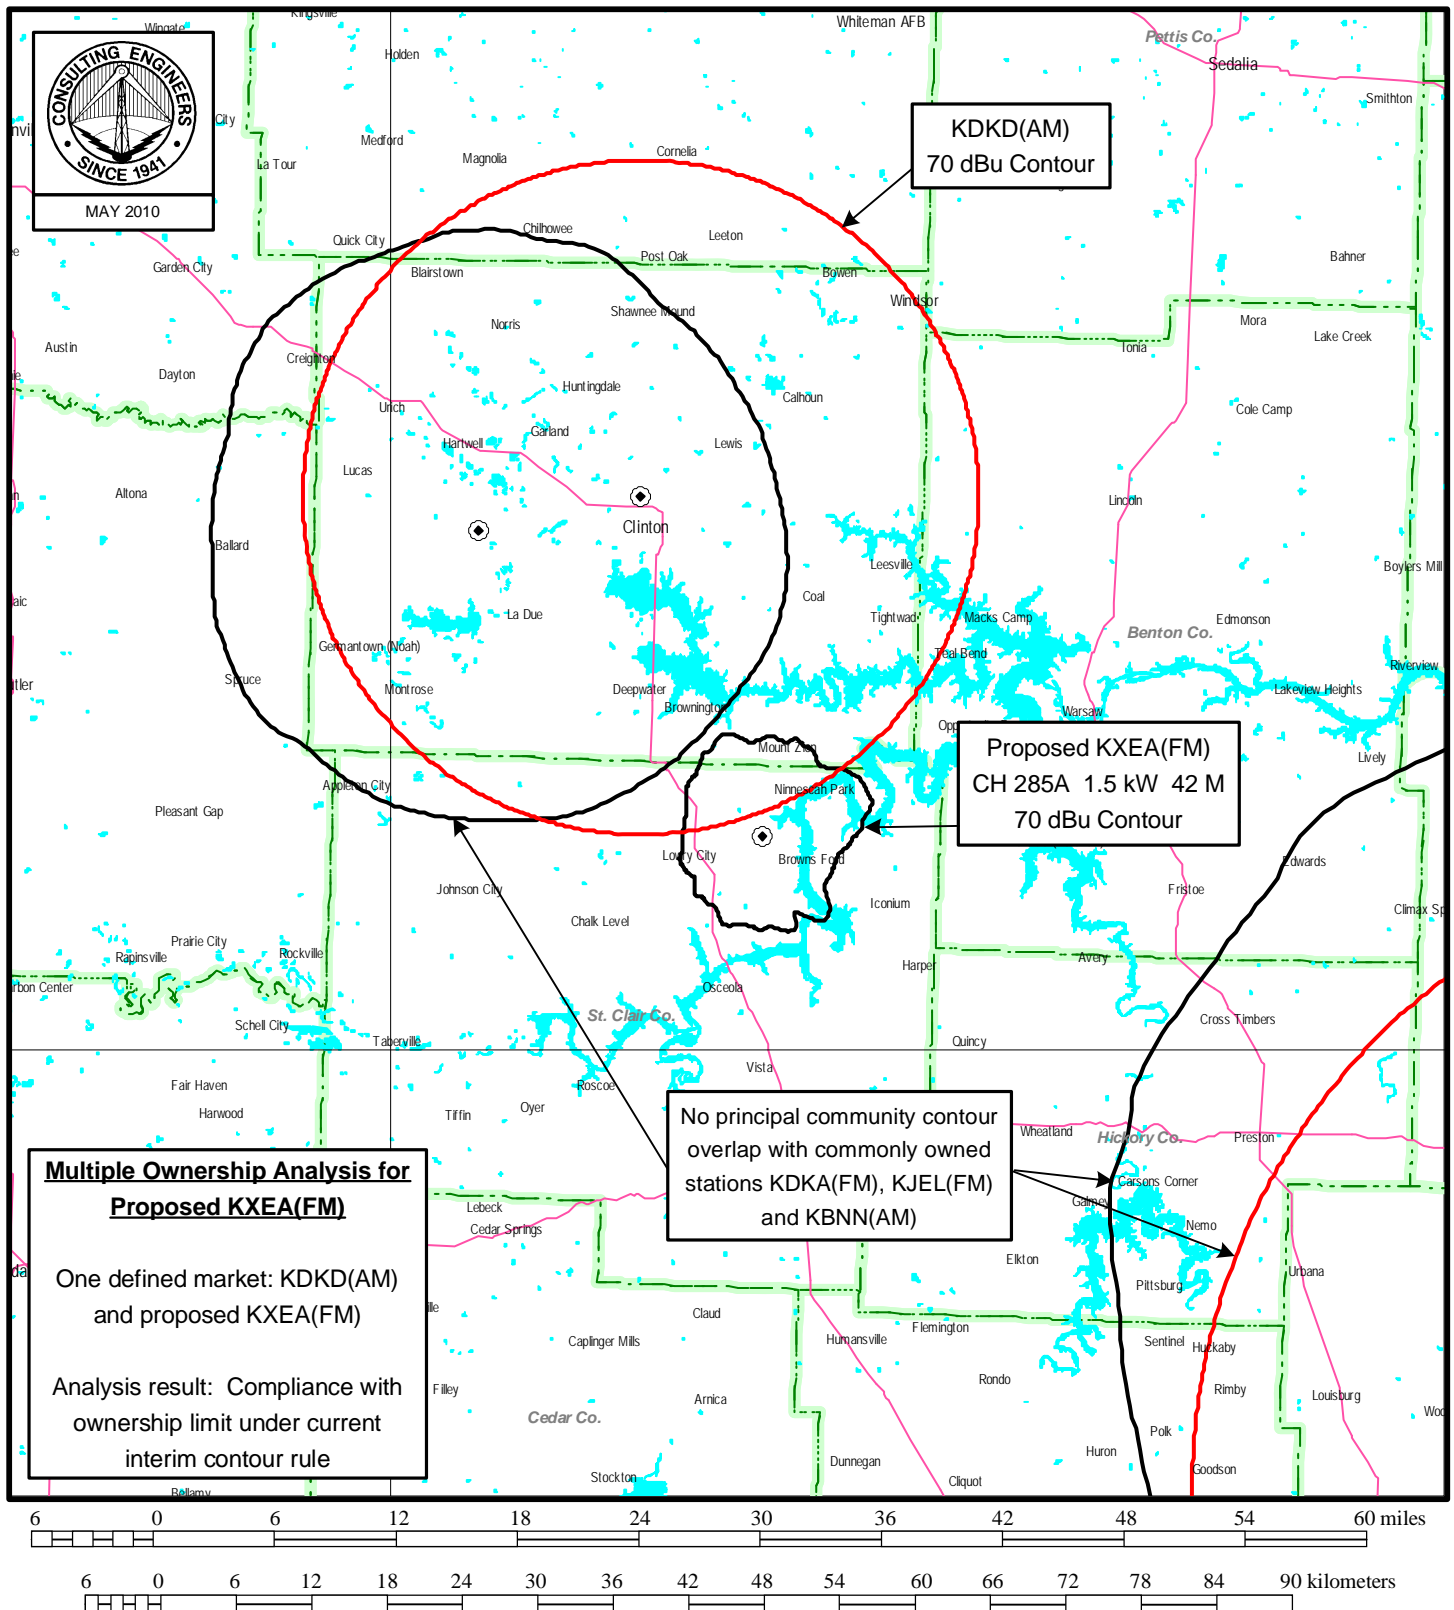 Kingsville
Wingate
Holden
Whiteman AFB
Pettis Co.
Sedalia
Smithton
CONSULTING ENGINEERS
SINCE 1941
MAY 2010
City
Medford
La Tour
Magnolia
Cornelia
KDKD(AM)
70 dBu Contour
Quick City
Chilhowee
Leeton
Post Oak
Garden City
Blairstown
Bowen
Bahner
Windsor
Norris
Shawnee Mound
Mora
Lake Creek
Tonia
Austin
Creighton
Dayton
Huntingdale
Calhoun
Urich
Cole Camp
Garland
Hartwell
Lewis
Lucas
Altona
Lincoln
Clinton
Ballard
Leesville
Boylers Mill
Coal
La Due
Tightwad
Macks Camp
Edmonson
Benton Co.
Germantown (Noah)
Teal Bend
Riverview
Spruce
Montrose
Deepwater
Lakeview Heights
Brownington
Warsaw
Mount Zion
Proposed KXEA(FM)
CH 285A 1.5 kW 42 M
70 dBu Contour
Lively
Appleton City
Ninnescah Park
Pleasant Gap
Lowry City
Browns Ford
Edwards
Johnson City
Fristoe
Iconium
Climax Sp
Chalk Level
Prairie City
Rockville
Rapinsville
Avery
Harper
rbon Center
Osceola
St. Clair Co.
Cross Timbers
Schell City
Taberville
Quincy
Vista
Fair Haven
Roscoe
Harwood
Tiffin
Oyer
No principal community contour
overlap with commonly owned
stations KDKA(FM), KJEL(FM)
and KBNN(AM)
Wheatland
Hickory Co.
Preston
Multiple Ownership Analysis for
Proposed KXEA(FM)
One defined market: KDKD(AM)
and proposed KXEA(FM)
Analysis result: Compliance with
ownership limit under current
interim contour rule
Carsons Corner
Galmey
Lebeck
Cedar Springs
Nemo
Elkton
Urbana
Pittsburg
Claud
Caplinger Mills
Humansville
Flemington
Sentinel
Huckaby
Rondo
Rimby
Louisburg
Filley
Arnica
Cedar Co.
Polk
Huron
Dunnegan
Goodson
Stockton
Cliquot
Bellamy
6 0 6 12 18 24 30 36 42 48 54 60 miles
6 0 6 12 18 24 30 36 42 48 54 60 66 72 78 84 90 kilometers